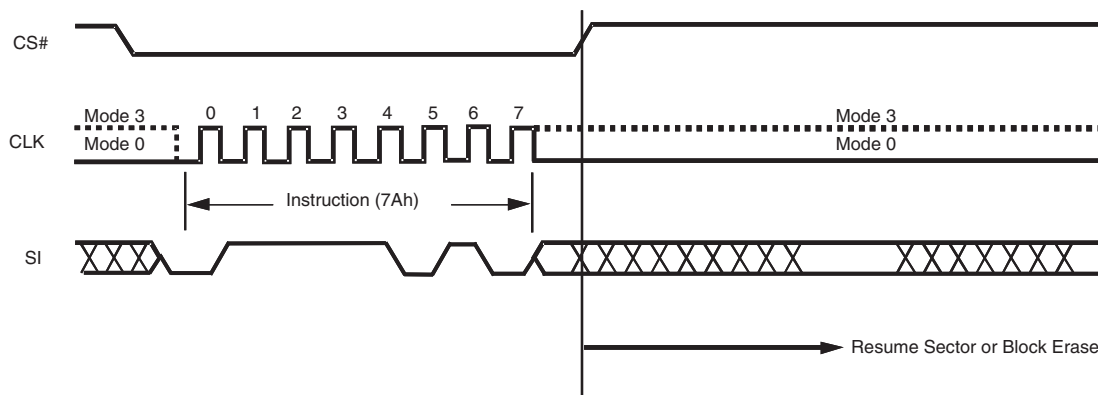 CS#
Mode 3
0 1 2 3 4 5 6 7
Mode 3
CLK
Mode 0
Mode 0
Instruction (7Ah)
SI
Resume Sector or Block Erase